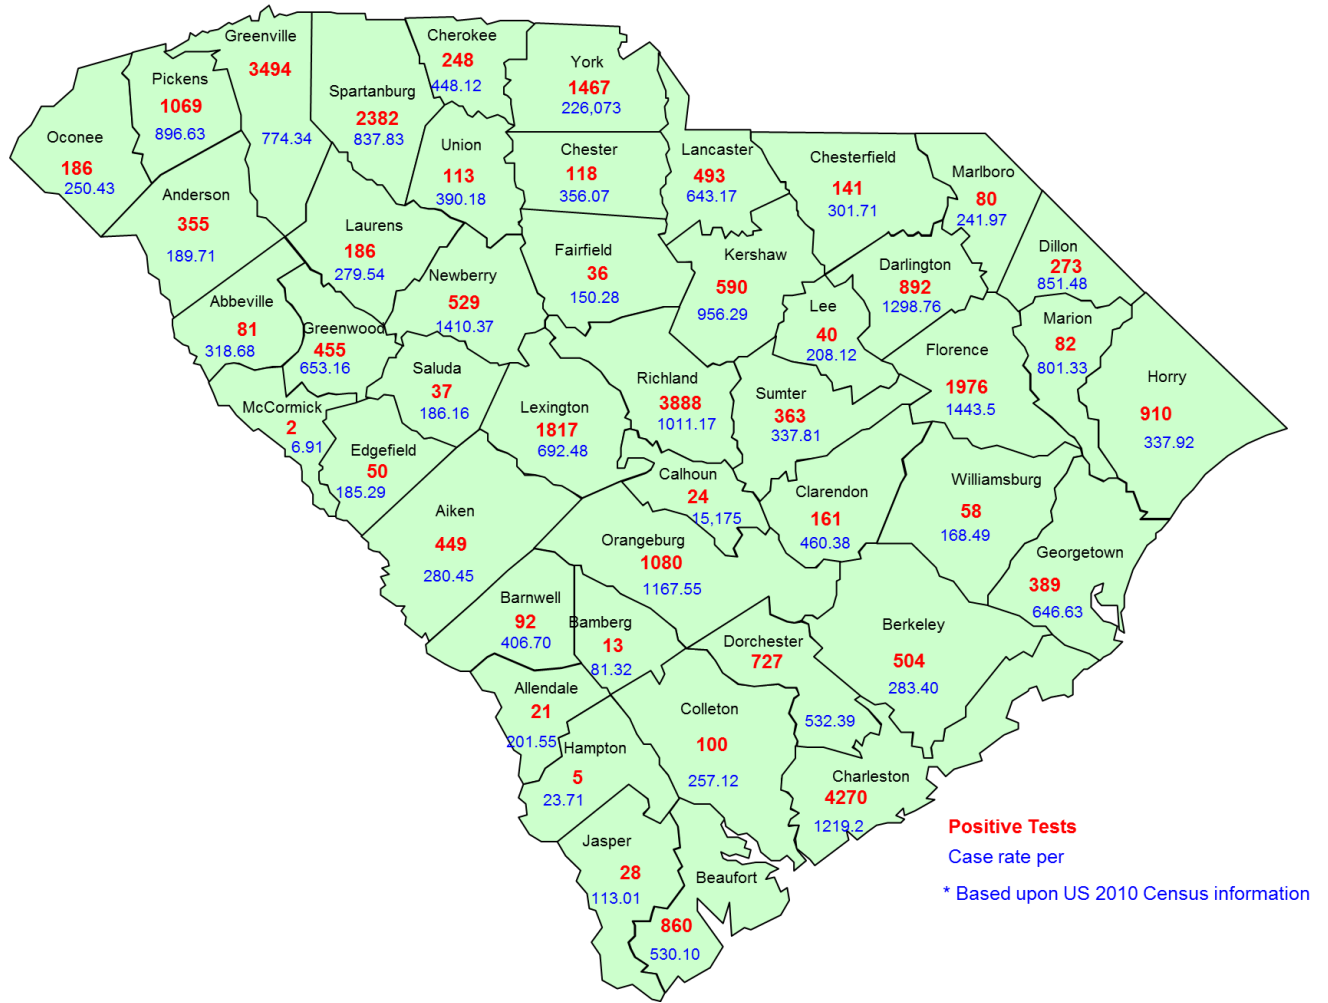 Greenville
3494
774.34
Cherokee
248
448.12
York
1467
226,073
Pickens
1069
896.63
Spartanburg
2382
837.83
Oconee
186
250.43
Union
113
390.18
Chester
118
356.07
Lancaster
493
643.17
Chesterfield
141
301.71
Marlboro
80
241.97
Anderson
355
189.71
Laurens
186
279.54
Newberry
529
1410.37
Fairfield
36
150.28
Kershaw
590
956.29
Darlington
892
1298.76
Dillon
273
851.48
Abbeville
81
318.68
Greenwood
455
653.16
Lee
40
208.12
Marion
82
801.33
Saluda
37
186.16
Richland
3888
1011.17
Florence
1976
1443.5
Horry
910
337.92
McCormick
2
6.91
Lexington
1817
692.48
Sumter
363
337.81
Edgefield
50
185.29
Calhoun
24
15,175
Clarendon
161
460.38
Williamsburg
58
168.49
Aiken
449
280.45
Orangeburg
1080
1167.55
Georgetown
389
646.63
Barnwell
92
406.70
Bamberg
13
81.32
Dorchester
727
532.39
Berkeley
504
283.40
Allendale
21
201.55
Colleton
100
257.12
Hampton
5
23.71
Charleston
4270
1219.2
Jasper
28
113.01
Beaufort
860
530.10
Positive Tests
Case rate per
* Based upon US 2010 Census information